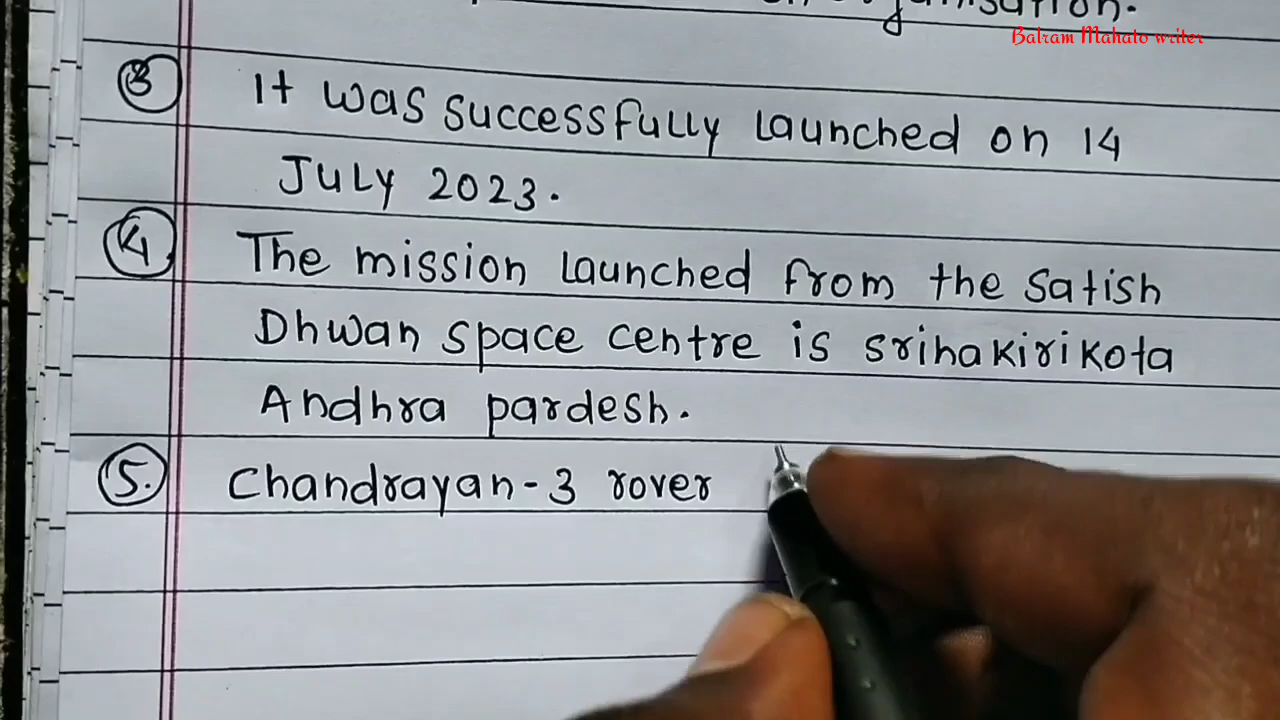 organisation.
Balram Mahato writer
3 It was successfully launched on 14
July 2023.
4 The mission launched from the Satish
Dhwan space centre is srihakirikota
Andhra pardesh.
5. Chandrayan-3 rover